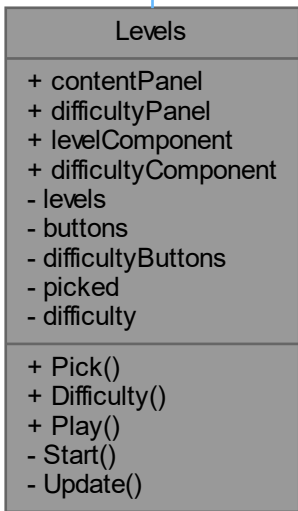 Levels
+ contentPanel
+ difficultyPanel
+ levelComponent
+ difficultyComponent
- levels
- buttons
- difficultyButtons
- picked
- difficulty
+ Pick()
+ Difficulty()
+ Play()
- Start()
- Update()